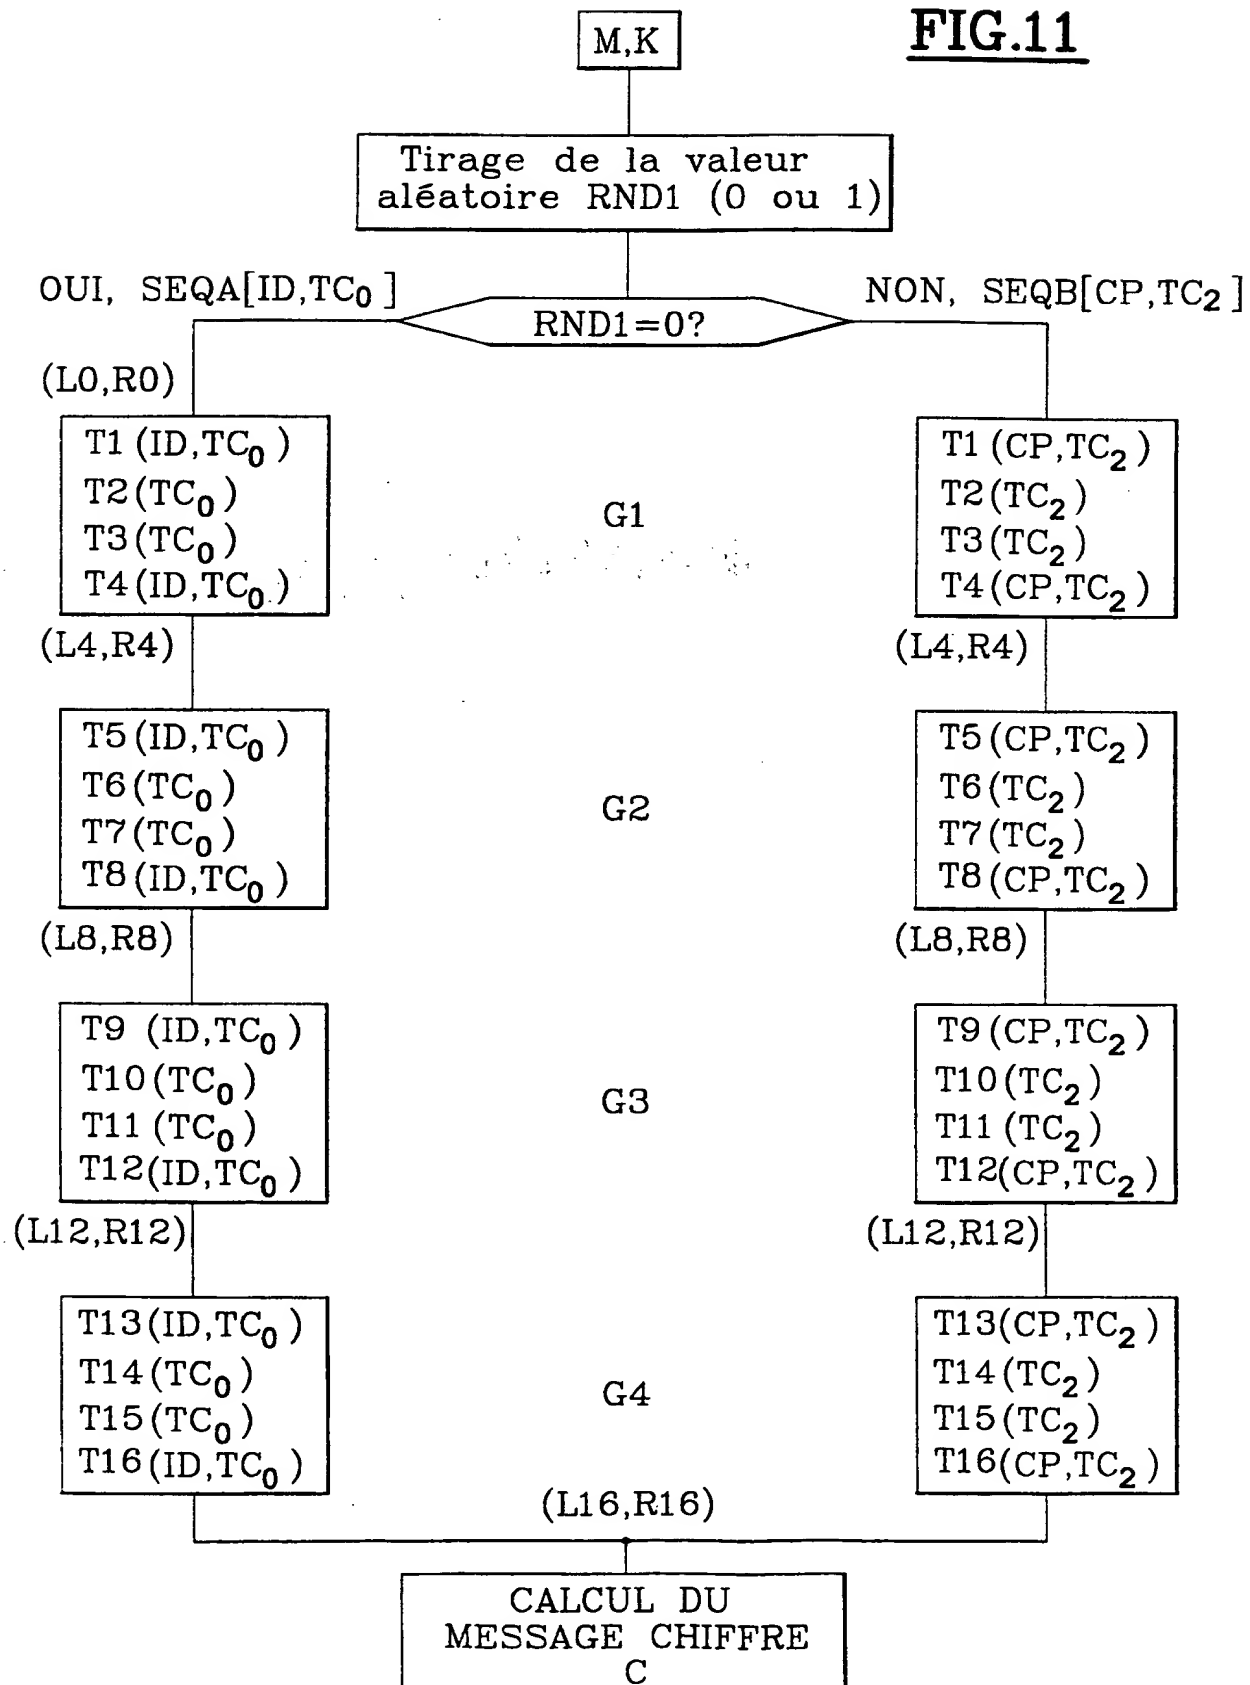 FIG.11
M,K
Tirage de la valeur
aléatoire RND1 (0 ou 1)
OUI, SEQA[ID,TC0]
NON, SEQB[CP,TC2]
RND1=0?
(L0,R0)
T1(ID,TC0)
T2(TC0)
T3(TC0)
T4(ID,TC0)
G1
T1(CP,TC2)
T2(TC2)
T3(TC2)
T4(CP,TC2)
(L4,R4)
(L4,R4)
T5(ID,TC0)
T6(TC0)
T7(TC0)
T8(ID,TC0)
G2
T5(CP,TC2)
T6(TC2)
T7(TC2)
T8(CP,TC2)
(L8,R8)
(L8,R8)
T9 (ID,TC0)
T10(TC0)
T11(TC0)
T12(ID,TC0)
G3
T9(CP,TC2)
T10(TC2)
T11(TC2)
T12(CP,TC2)
(L12,R12)
(L12,R12)
T13(ID,TC0)
T14(TC0)
T15(TC0)
T16(ID,TC0)
G4
T13(CP,TC2)
T14(TC2)
T15(TC2)
T16(CP,TC2)
(L16,R16)
CALCUL DU
MESSAGE CHIFFRE
C